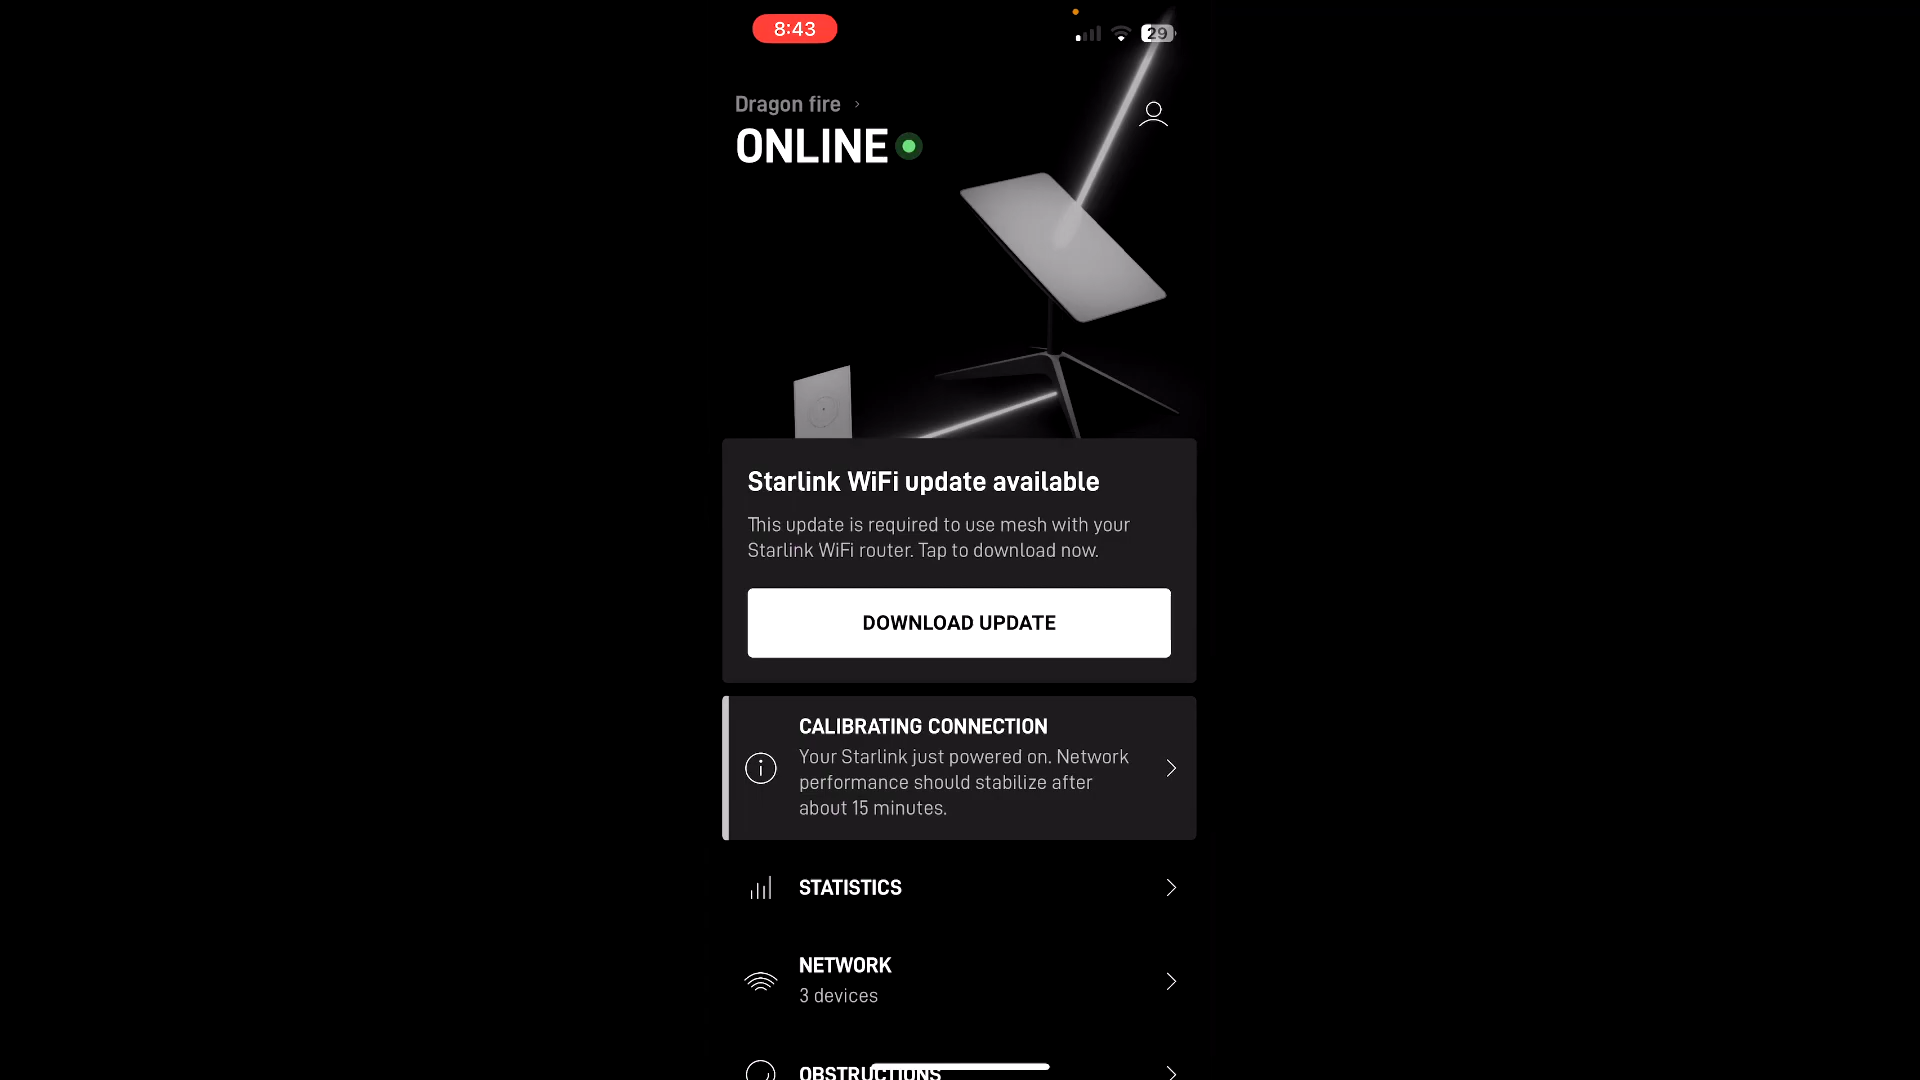 8:43
29
Dragon fire
ONLINE
Starlink WiFi update available
This update is required to use mesh with your
Starlink WiFi router. Tap to download now.
DOWNLOAD UPDATE
CALIBRATING CONNECTION
Your Starlink just powered on. Network
performance should stabilize after
about 15 minutes.
STATISTICS
NETWORK
3 devices
OBSTRUCTIONS